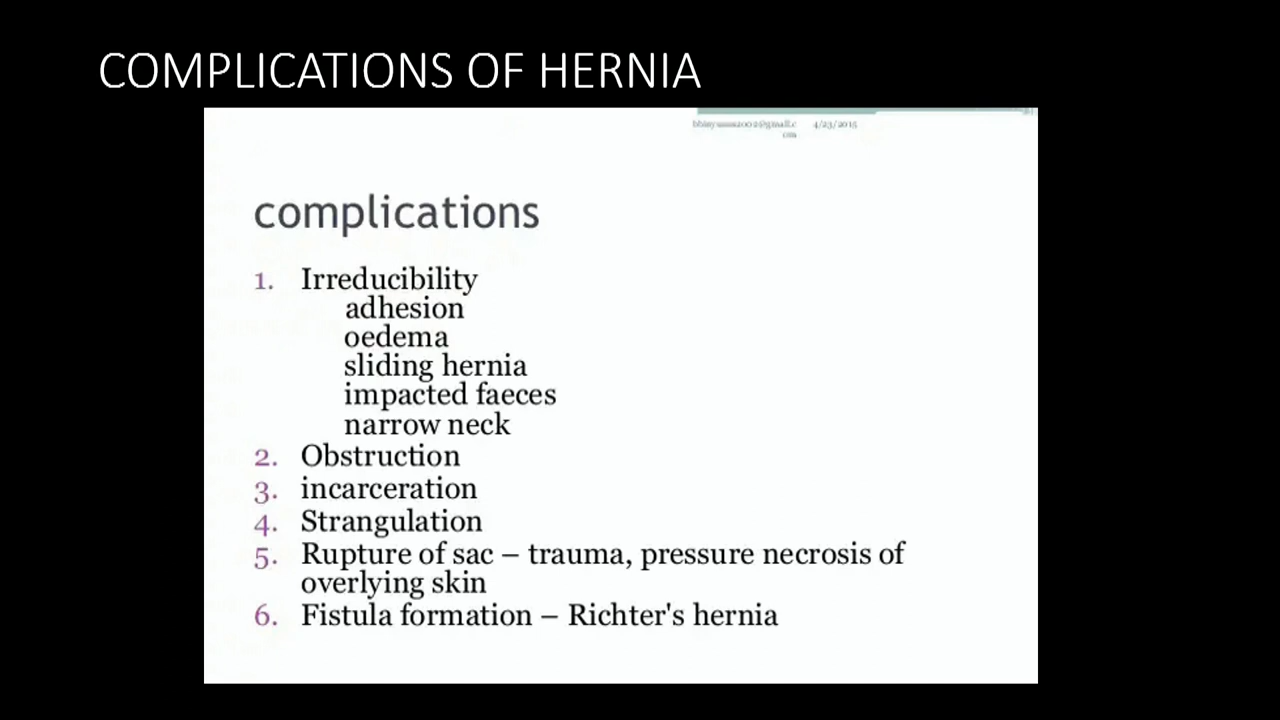 COMPLICATIONS OF HERNIA
4/23/2015
complications
1. Irreducibility
adhesion
oedema
sliding hernia
impacted faeces
narrow neck
2. Obstruction
3. incarceration
4. Strangulation
5. Rupture of sac – trauma, pressure necrosis of
overlying skin
6. Fistula formation – Richter's hernia